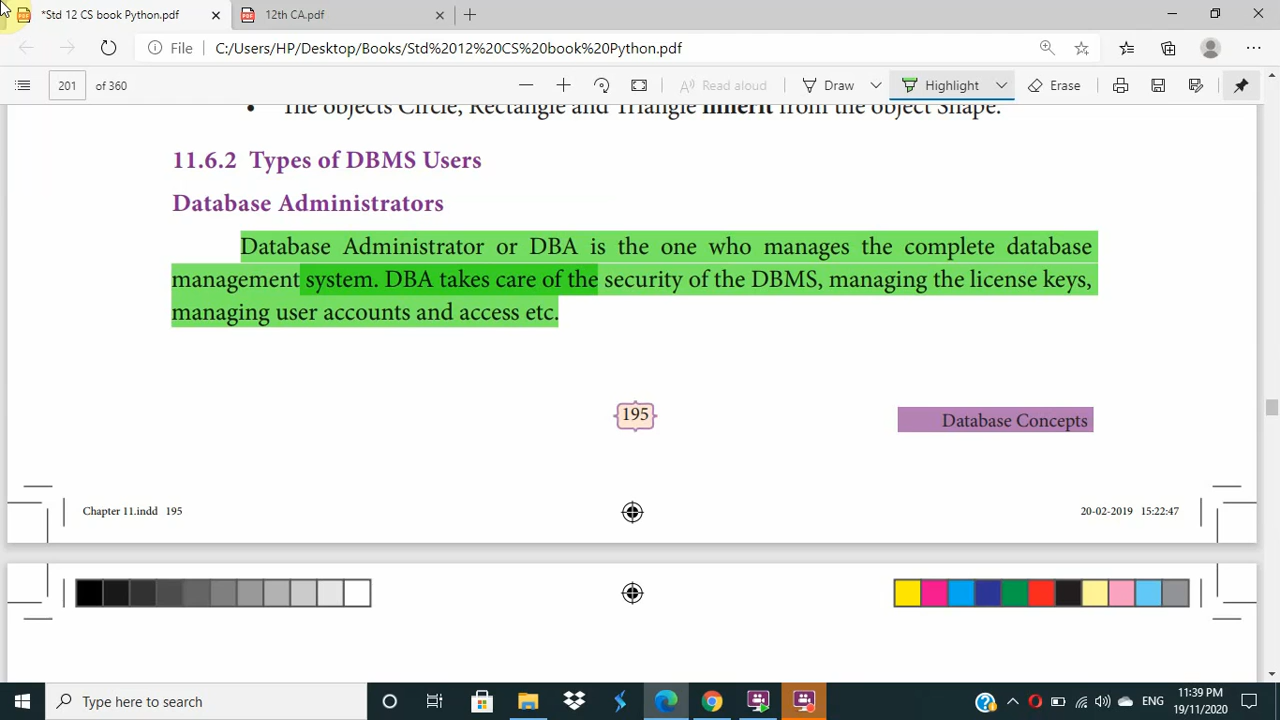 *Std 12 CS book Python.pdf
12th CA.pdf
File
C:/Users/HP/Desktop/Books/Std%2012%20CS%20book%20Python.pdf
201 of 360
Read aloud
Draw
Highlight
Erase
• The objects Circle, Rectangle and Triangle inherit from the object Shape.
11.6.2 Types of DBMS Users
Database Administrators
Database Administrator or DBA is the one who manages the complete database
management system. DBA takes care of the security of the DBMS, managing the license keys,
managing user accounts and access etc.
195
Database Concepts
Chapter 11.indd 195
20-02-2019 15:22:47
Type here to search
ENG
11:39 PM
19/11/2020